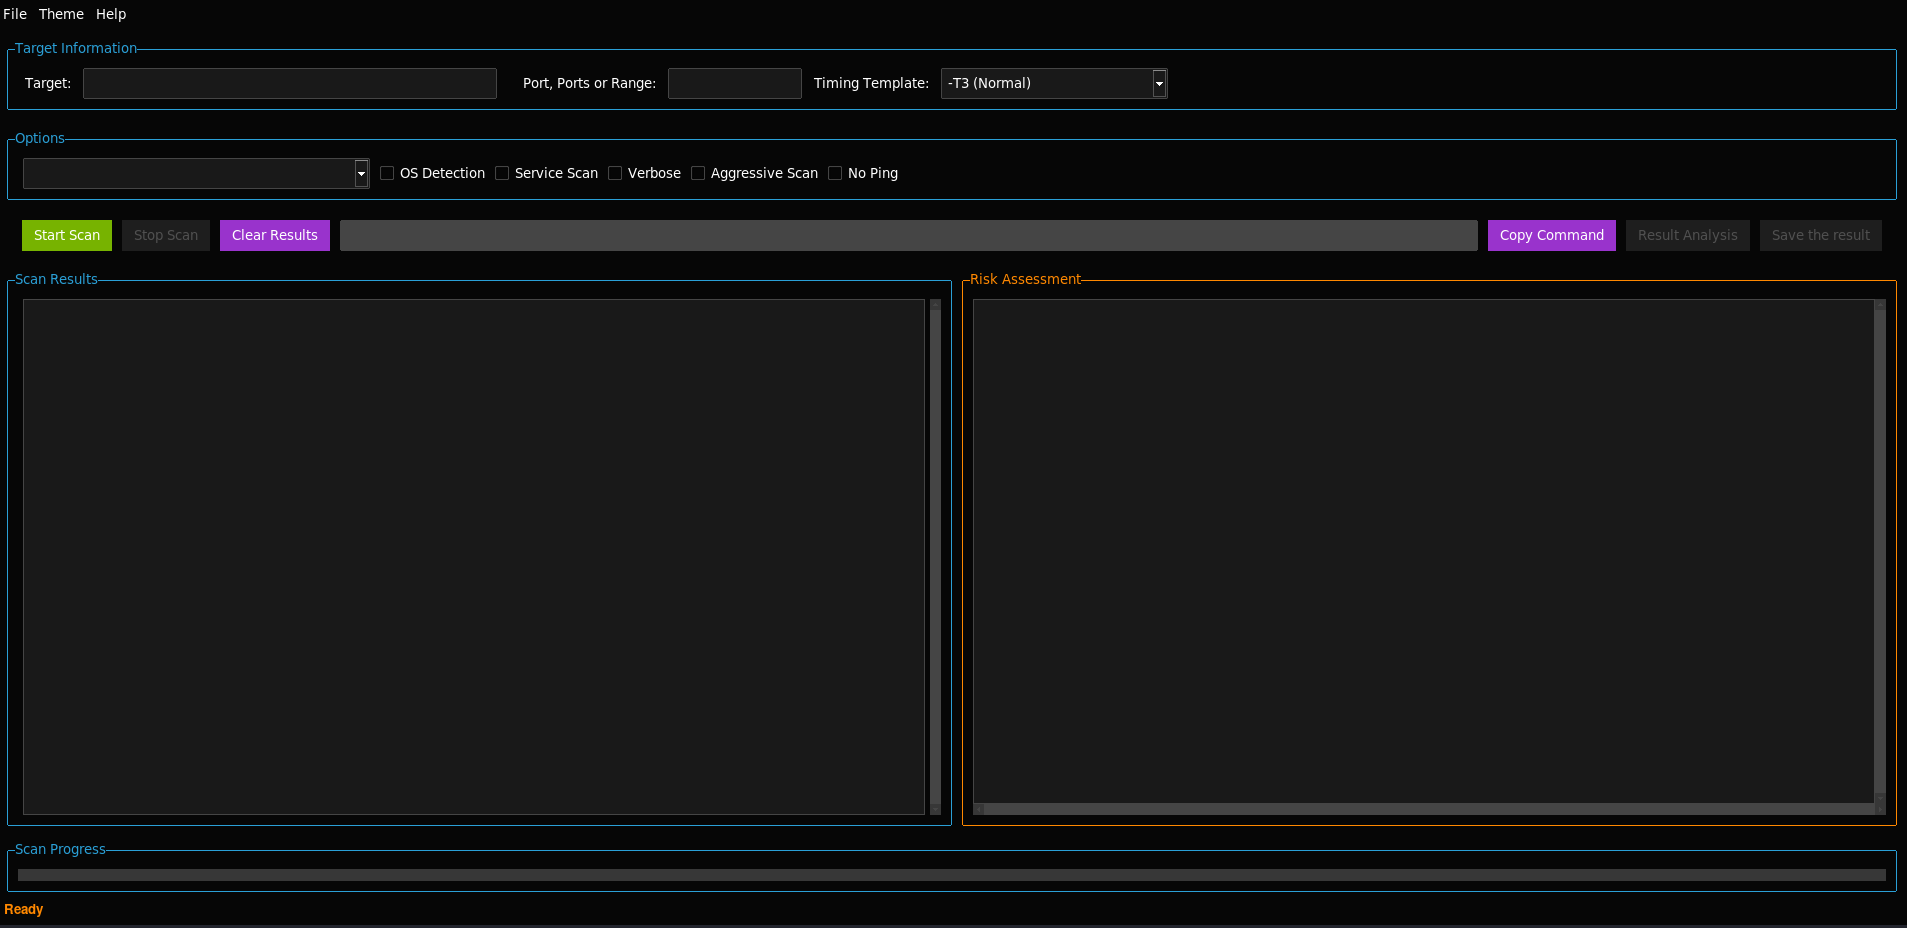 File Theme Help
Target Information
Target: Port, Ports or Range: Timing Template: -T3 (Normal)
Options
OS Detection Service Scan Verbose Aggressive Scan No Ping
Start Scan Stop Scan Clear Results Copy Command Result Analysis Save the result
Scan Results Risk Assessment
Scan Progress
Ready